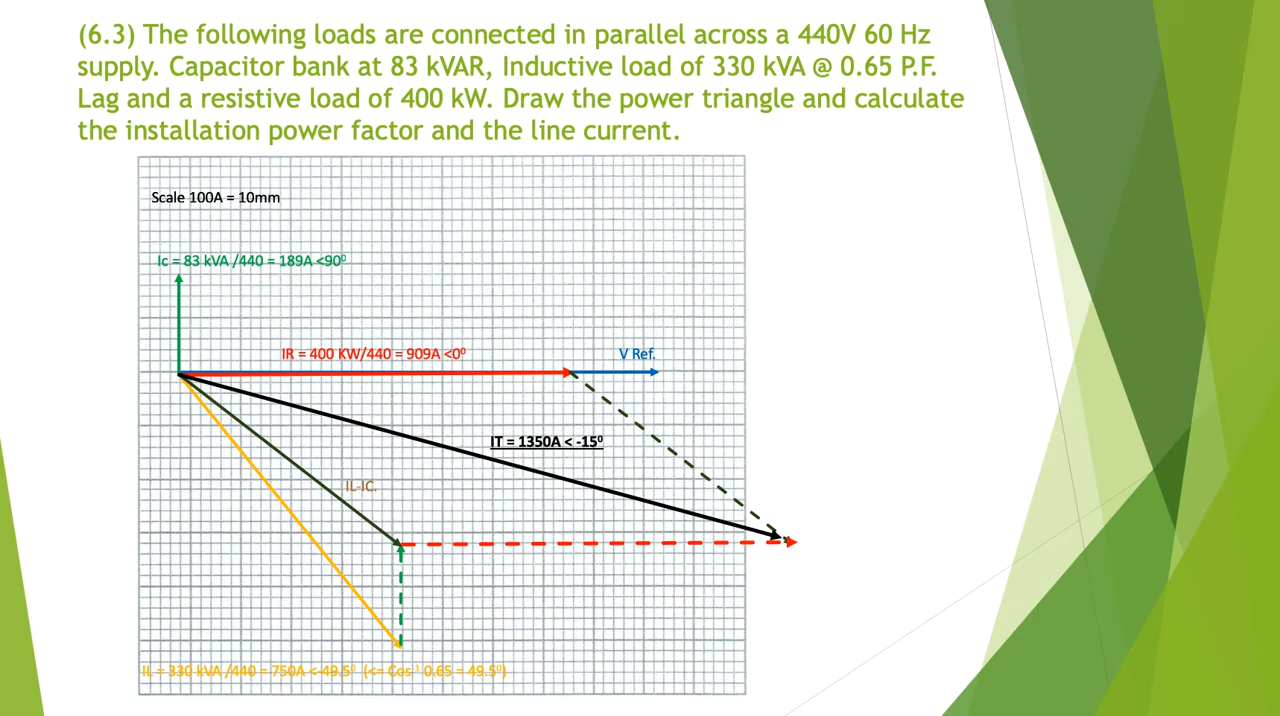 (6.3) The following loads are connected in parallel across a 440V 60 Hz
supply. Capacitor bank at 83 kVAR, Inductive load of 330 kVA @ 0.65 P.F.
Lag and a resistive load of 400 kW. Draw the power triangle and calculate
the installation power factor and the line current.
Scale 100A = 10mm
Ic = 83 kVA /440 = 189A <90⁰
IR = 400 KW/440 = 909A <0⁰
V Ref.
IT = 1350A < -15⁰
IL-IC.
IL = 330 kVA /440 = 750A <-49.5⁰ (<= Cos⁻¹ 0.65 = 49.5⁰)